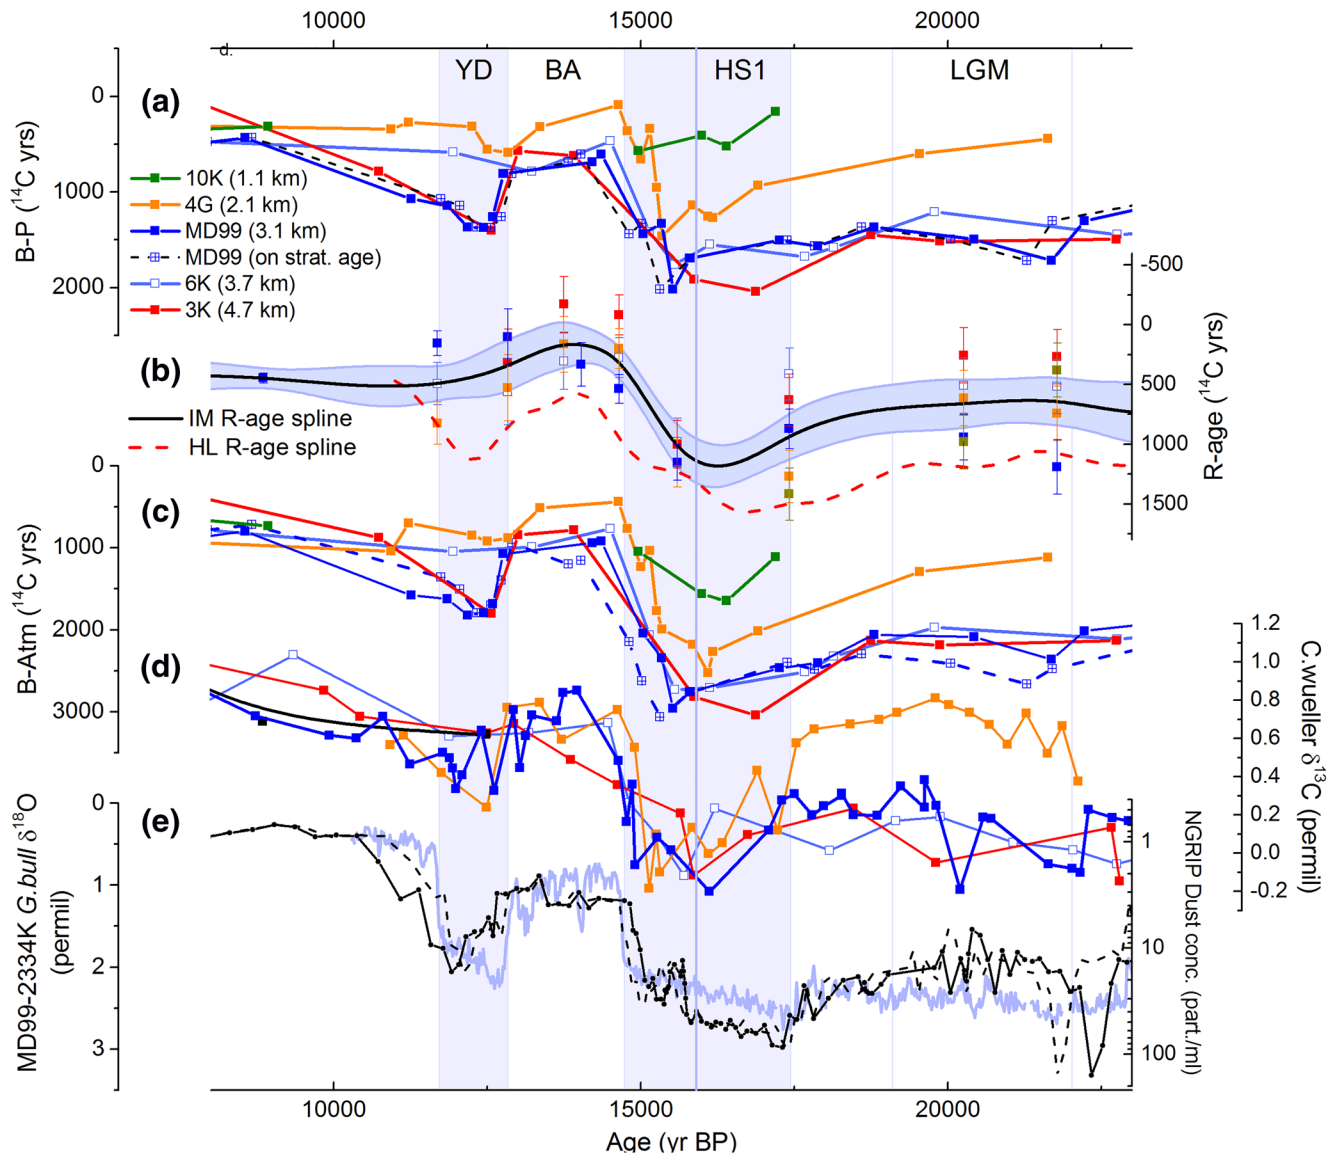 10000 15000 20000
d.
YD BA HS1 LGM
(a)
0
1000
2000
B-P (¹⁴C yrs)
10K (1.1 km)
4G (2.1 km)
MD99 (3.1 km)
MD99 (on strat. age)
6K (3.7 km)
3K (4.7 km)
-500
0
500
1000
1500
R-age (¹⁴C yrs)
(b)
IM R-age spline
HL R-age spline
(c)
0
1000
2000
3000
B-Atm (¹⁴C yrs)
(d)
1.2
1.0
0.8
0.6
0.4
0.2
0.0
-0.2
C.wueller δ¹³C (permil)
(e)
0
1
2
3
MD99-2334K G.bull δ¹⁸O
(permil)
1
10
100
NGRIP Dust conc. (part./ml)
10000 15000 20000
Age (yr BP)